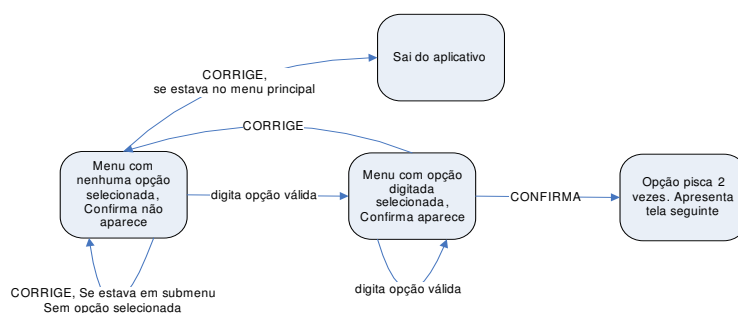 Sai do aplicativo
CORRIGE,
se estava no menu principal
CORRIGE
Menu com
nenhuma opção
selecionada,
Confirma não
aparece
digita opção válida
Menu com opção
digitada
selecionada,
Confirma aparece
CONFIRMA
Opção pisca 2
vezes. Apresenta
tela seguinte
CORRIGE, Se estava em submenu
Sem opção selecionada
digita opção válida